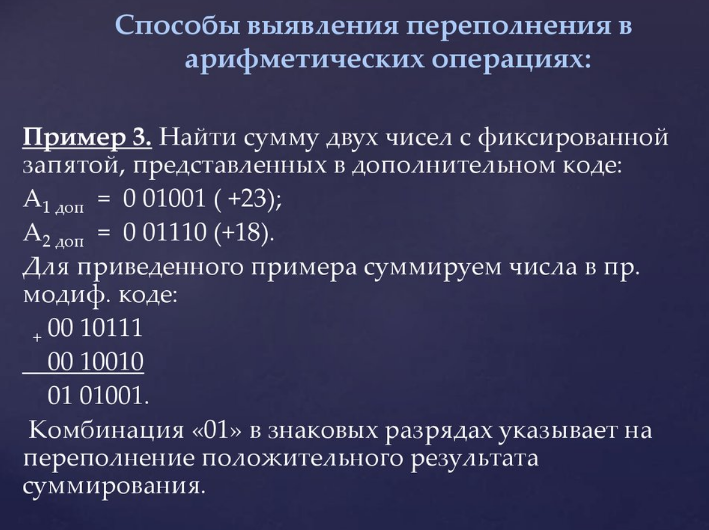 Способы выявления переполнения в
арифметических операциях:
Пример 3. Найти сумму двух чисел с фиксированной
запятой, представленных в дополнительном коде:
А1 доп = 0 01001 ( +23);
А2 доп = 0 01110 (+18).
Для приведенного примера суммируем числа в пр.
модиф. коде:
+ 00 10111
00 10010
01 01001.
Комбинация «01» в знаковых разрядах указывает на
переполнение положительного результата
суммирования.